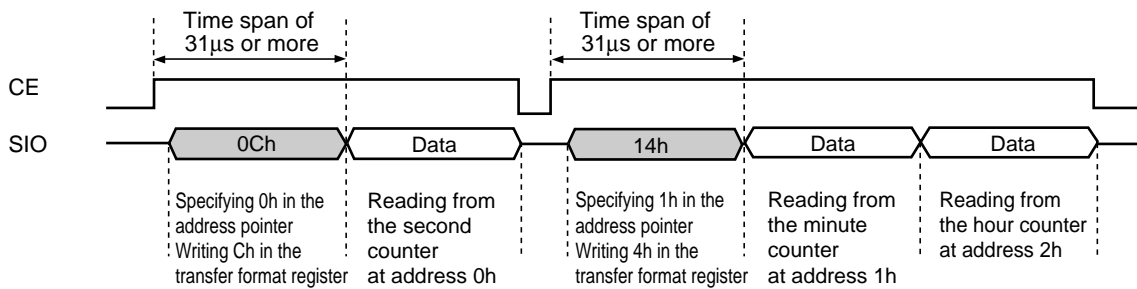 Time span of
31μs or more
Time span of
31μs or more
CE
SIO
0Ch
Data
14h
Data
Data
Specifying 0h in the
address pointer
Writing Ch in the
transfer format register
Reading from
the second
counter
at address 0h
Specifying 1h in the
address pointer
Writing 4h in the
transfer format register
Reading from
the minute
counter
at address 1h
Reading from
the hour counter
at address 2h